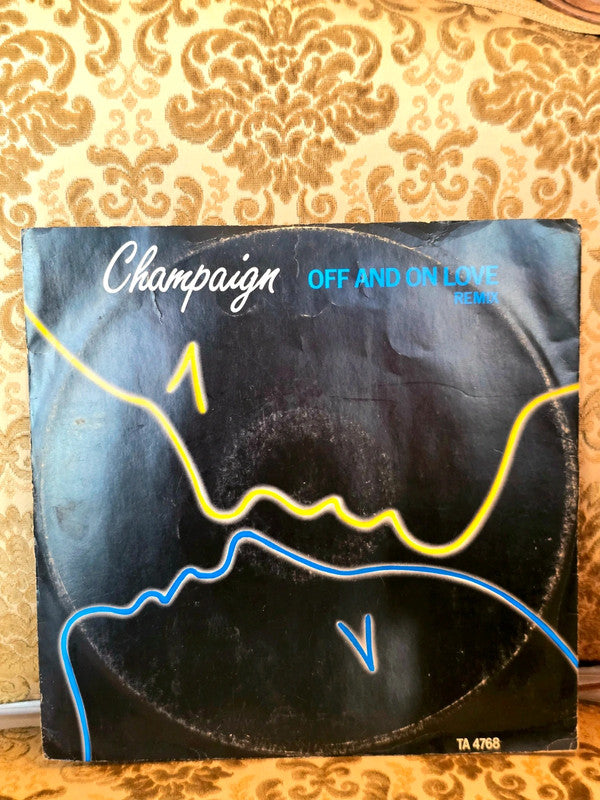 Champaign OFF AND ON LOVE
REMIX
TA 4768